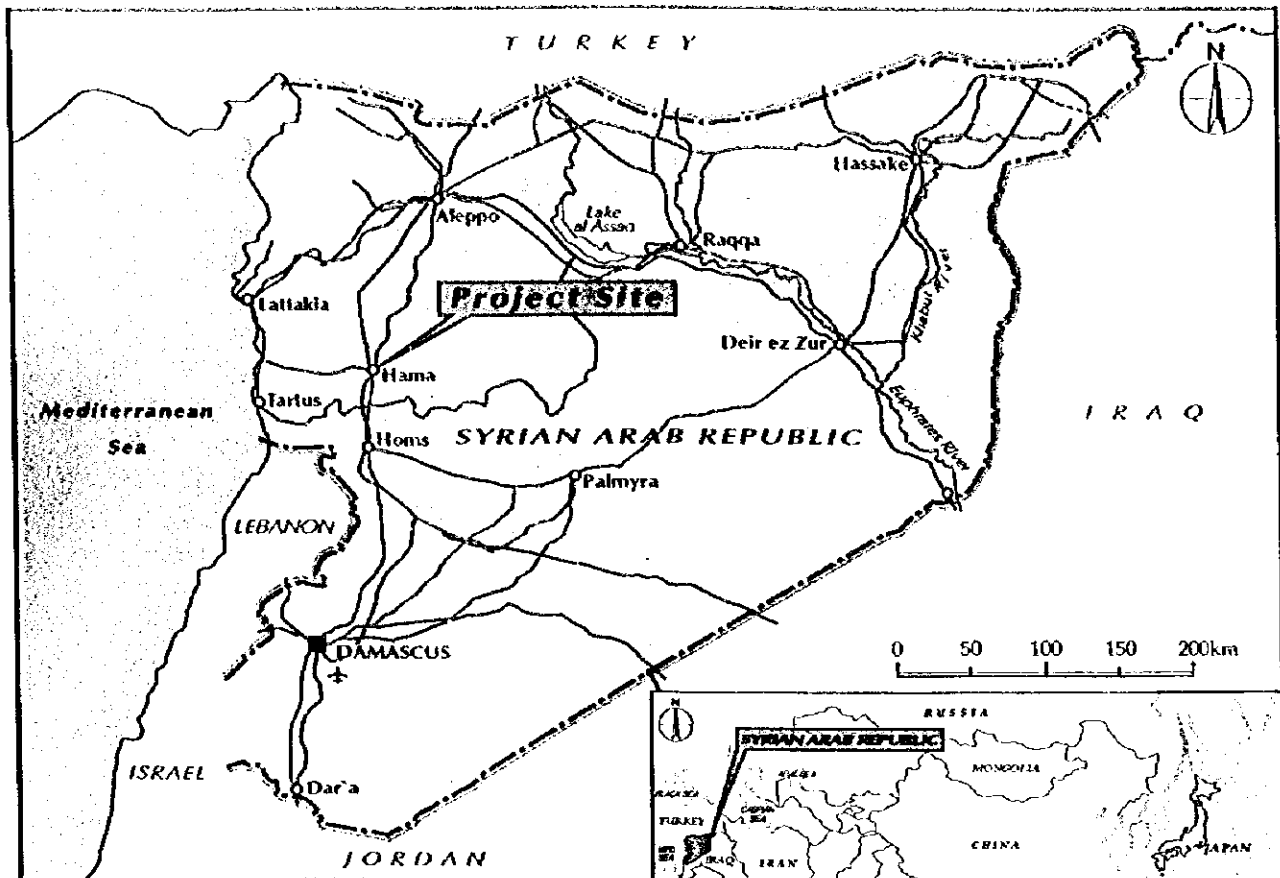 TURKEY
N
Hassake
Aleppo
Lake
al Assad
Raqqa
Khabur River
Lattakia
Project Site
Deir ez Zur
Hama
Tartus
Euphrates River
Mediterranean
Sea
IRAQ
Homs
SYRIAN ARAB REPUBLIC
Palmyra
LEBANON
DAMASCUS
0 50 100 200km
ISRAEL
Dar'a
JORDAN
N
RUSSIA
SYRIAN ARAB REPUBLIC
MONGOLIA
TURKEY
CHINA
JAPAN
IRAQ
IRAN